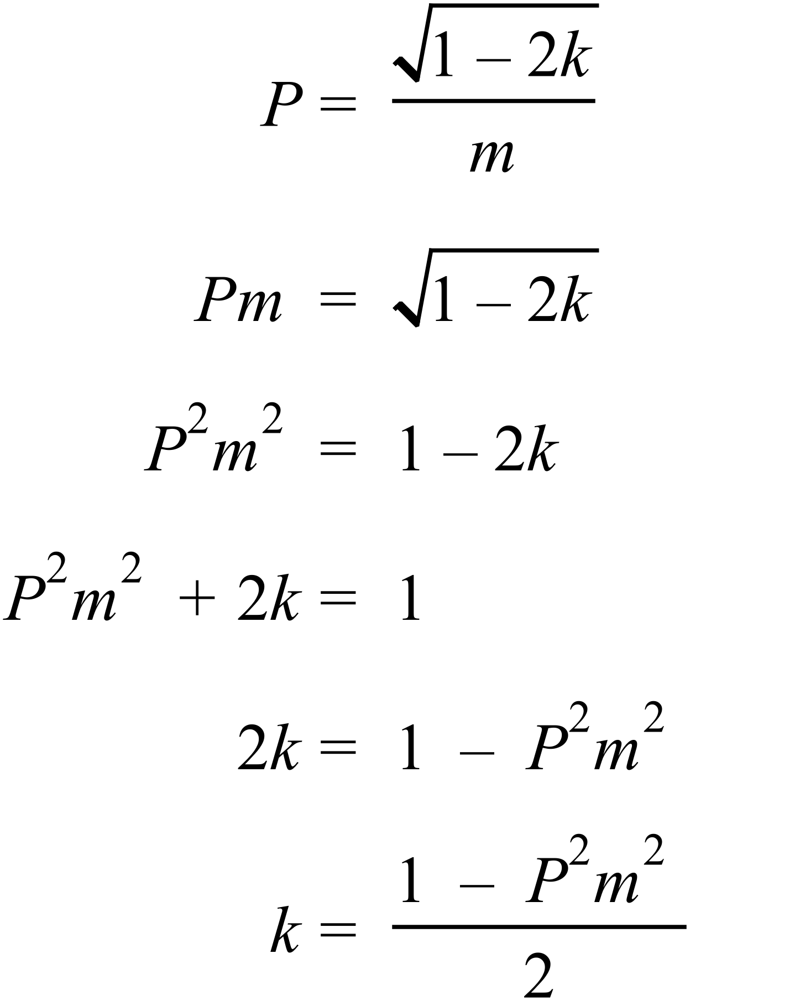 P = √(1 – 2k) / m
Pm = √(1 – 2k)
P²m² = 1 – 2k
P²m² + 2k = 1
2k = 1 – P²m²
k = (1 – P²m²) / 2